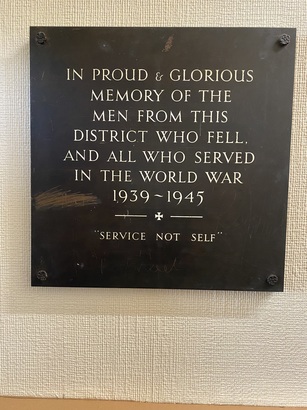 IN PROUD & GLORIOUS
MEMORY OF THE
MEN FROM THIS
DISTRICT WHO FELL,
AND ALL WHO SERVED
IN THE WORLD WAR
1939~1945
"SERVICE NOT SELF"